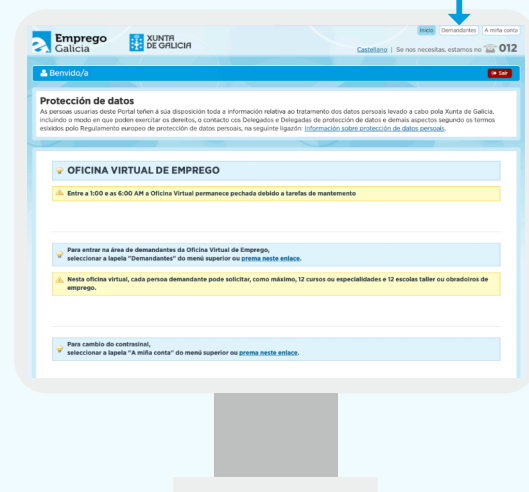 Inicio Demandantes A miña conta
Emprego
Galicia
XUNTA
DE GALICIA
Castellano | Se nos necesitas, estamos no 012
Benvido/a
Sair
Protección de datos
As persoas usuarias deste Portal teñen á súa disposición toda a información relativa ao tratamento dos datos persoais levado a cabo pola Xunta de Galicia,
incluíndo o modo en que poden exercitar os dereitos, o contacto cos Delegados e Delegadas de protección de datos e demais aspectos segundo os termos
esixidos polo Regulamento europeo de protección de datos persoais, na seguinte ligazón: Información sobre protección de datos persoais.
OFICINA VIRTUAL DE EMPREGO
Entre a 1:00 e as 6:00 AM a Oficina Virtual permanece pechada debido a tarefas de mantemento
Para entrar na área de demandantes da Oficina Virtual de Emprego,
seleccionar a lapela "Demandantes" do menú superior ou prema neste enlace.
Nesta oficina virtual, cada persoa demandante pode solicitar, como máximo, 12 cursos ou especialidades e 12 escolas taller ou obradoiros de
emprego.
Para cambio do contrasinal,
seleccionar a lapela "A miña conta" do menú superior ou prema neste enlace.